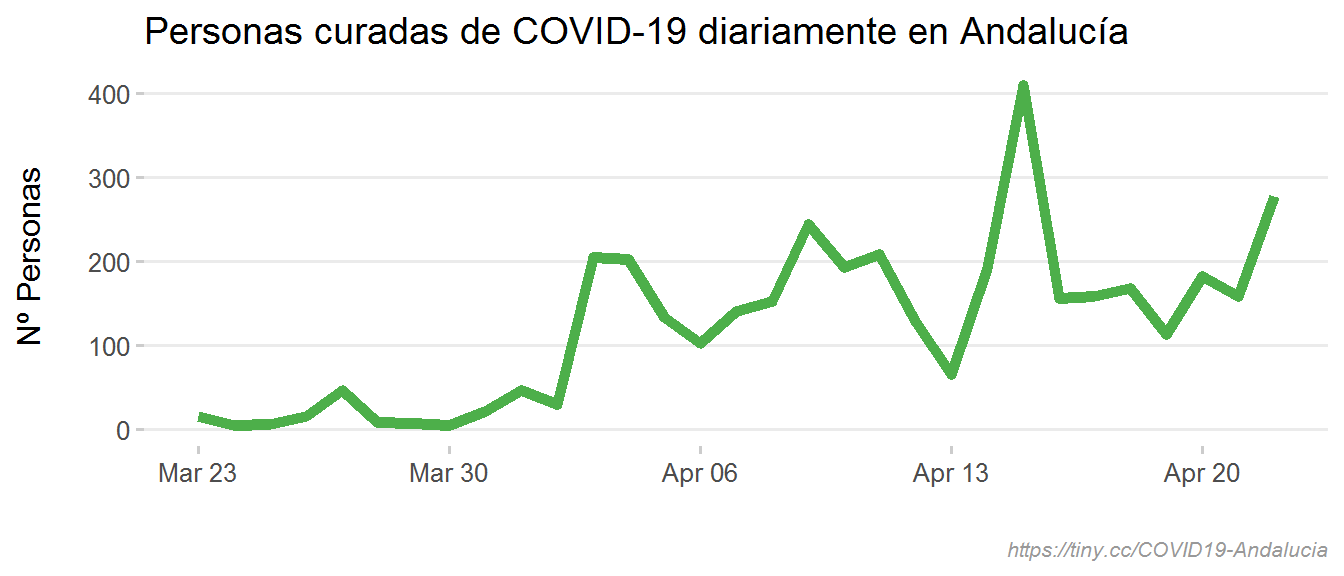 Personas curadas de COVID-19 diariamente en Andalucía
Nº Personas
400
300
200
100
0
Mar 23 Mar 30 Apr 06 Apr 13 Apr 20
https://tiny.cc/COVID19-Andalucia